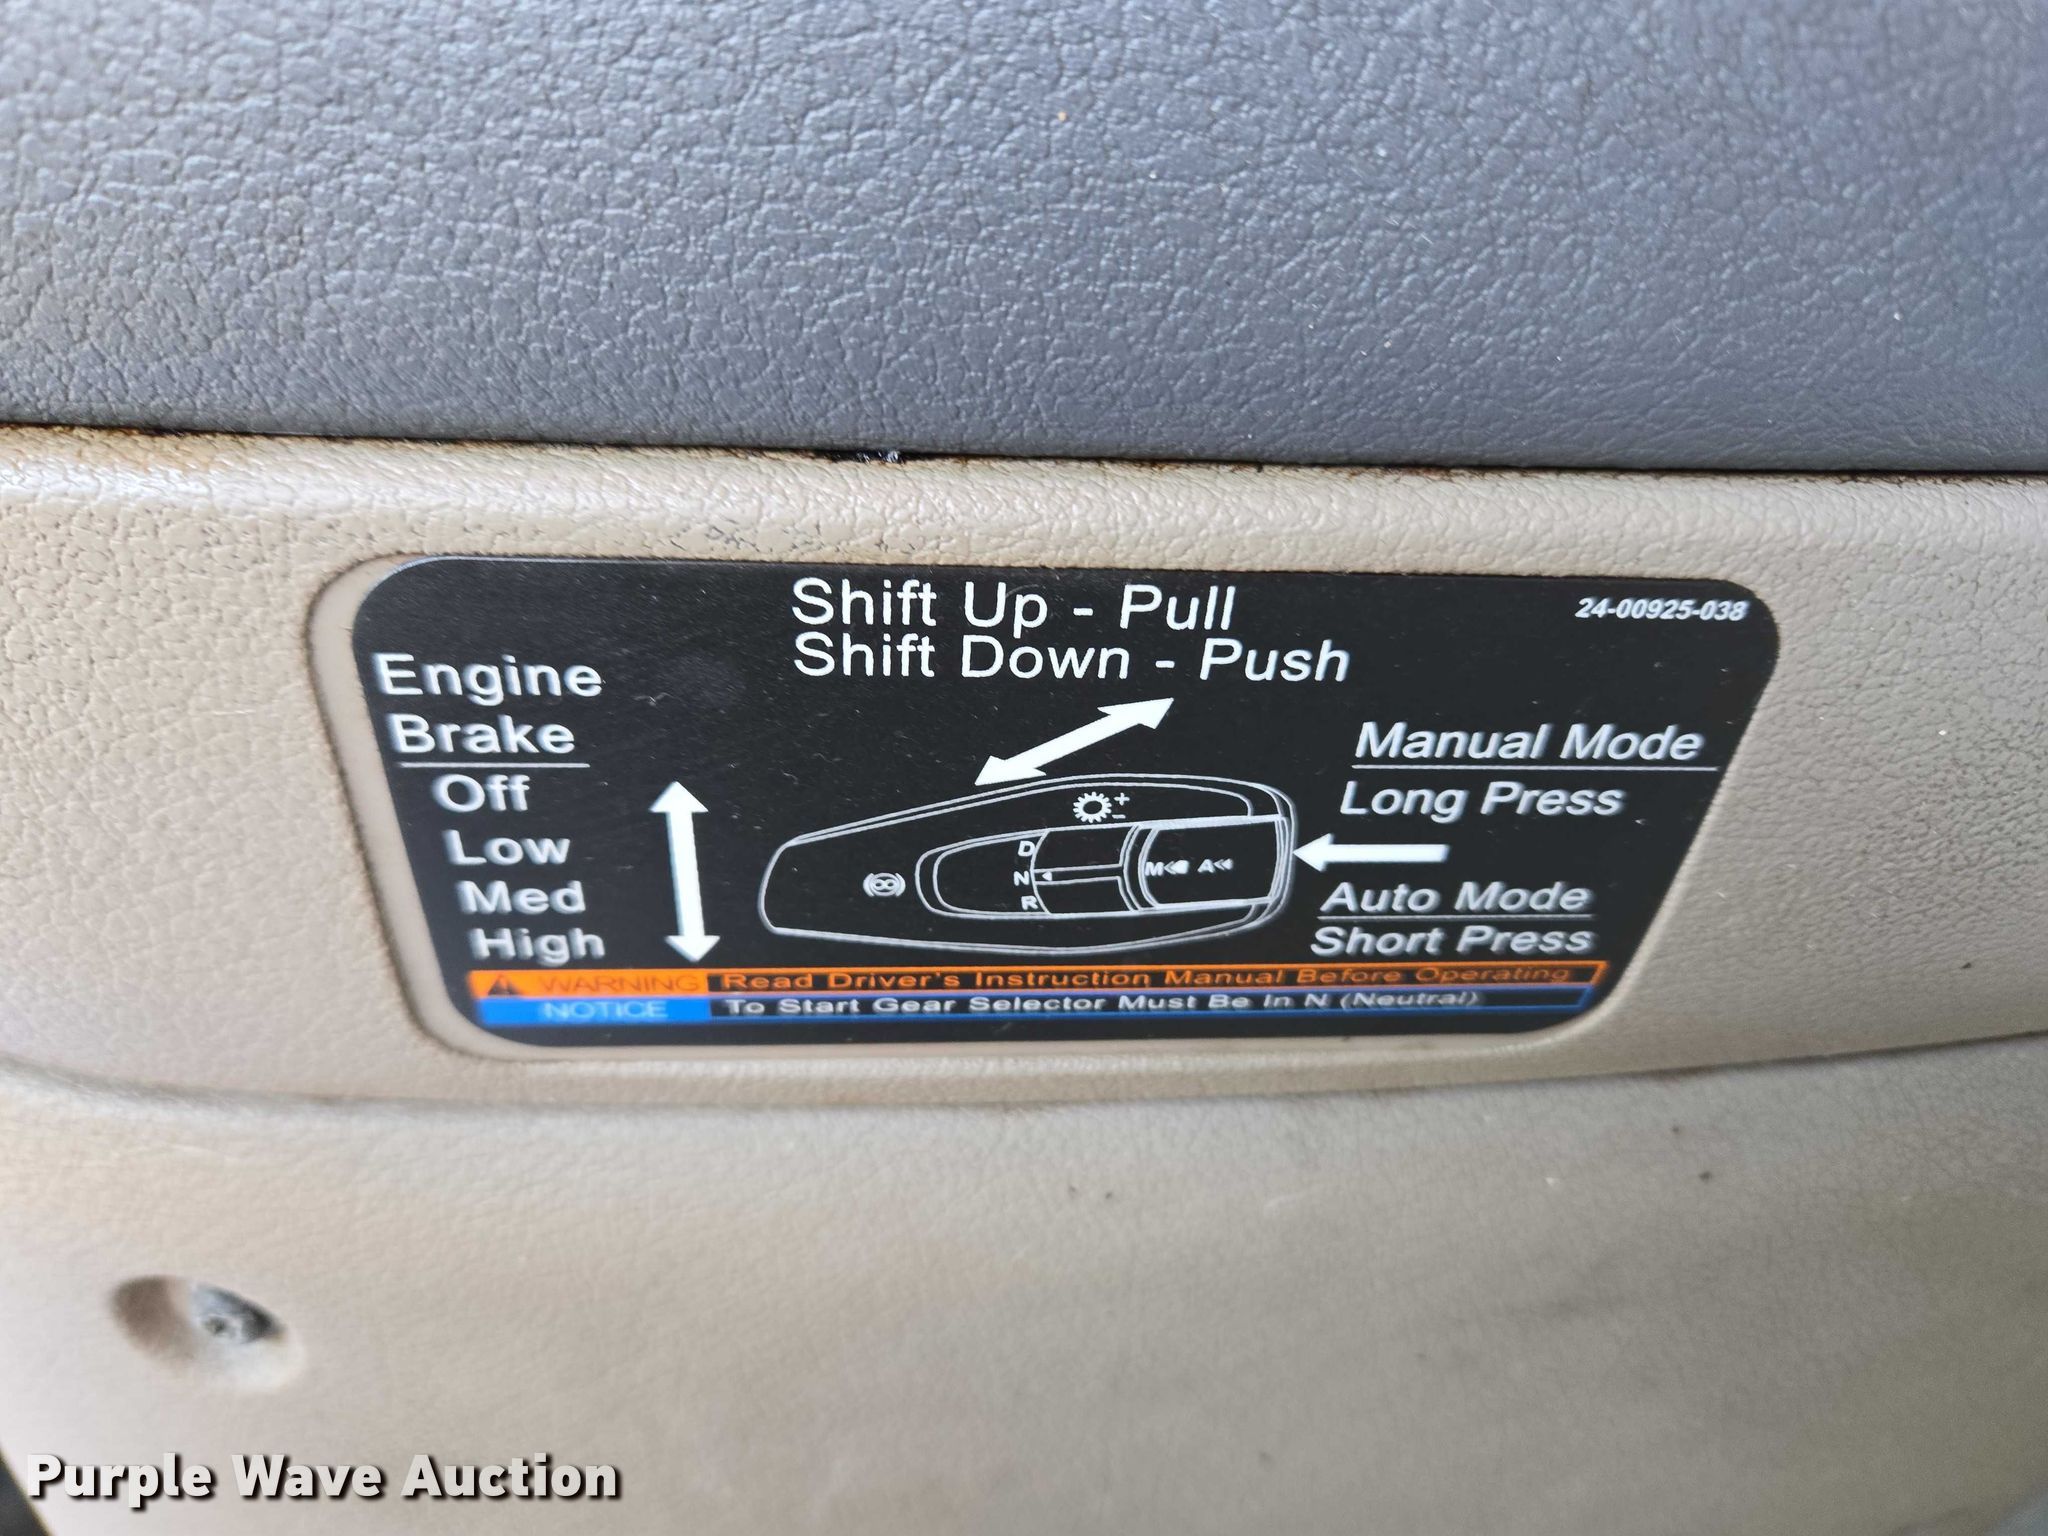 Shift Up - Pull
Shift Down - Push
24-00925-038
Engine
Brake
Off
Low
Med
High
Manual Mode
Long Press
Auto Mode
Short Press
+
-
D
N
R
M A
WARNING Read Driver's Instruction Manual Before Operating
NOTICE To Start Gear Selector Must Be In N (Neutral)
Purple Wave Auction